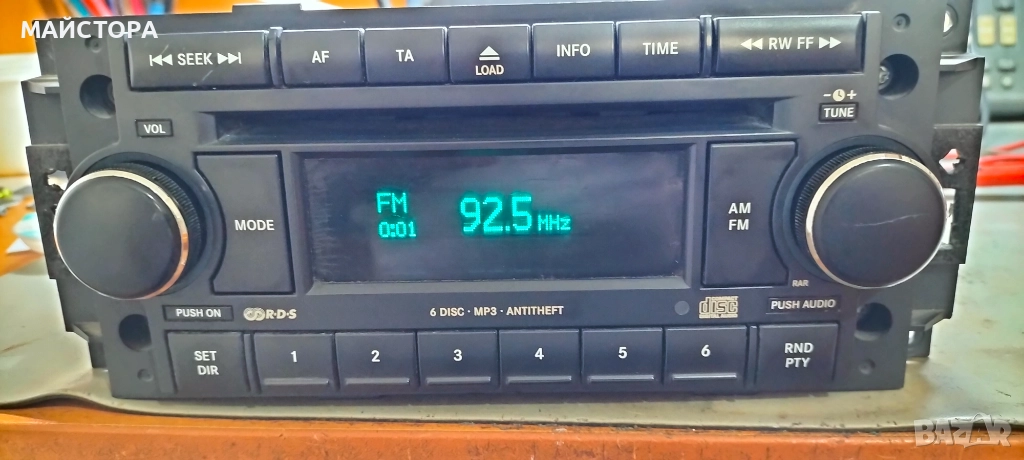 МАЙСТОРА
SEEK
AF
TA
LOAD
INFO
TIME
RW FF
VOL
- +
TUNE
MODE
FM
0:01
92.5 MHz
AM
FM
RAR
PUSH ON
R·D·S
6 DISC · MP3 · ANTITHEFT
disc
PUSH AUDIO
SET
DIR
1
2
3
4
5
6
RND
PTY
BAZAR